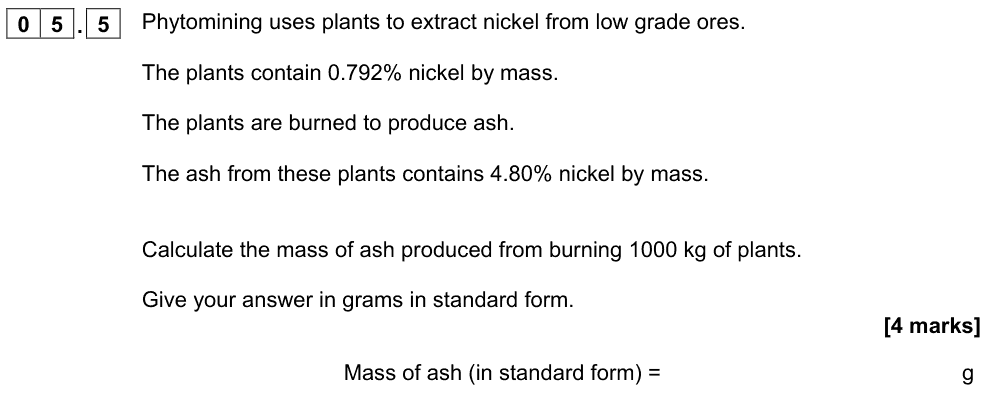 0 5 . 5 Phytomining uses plants to extract nickel from low grade ores.
The plants contain 0.792% nickel by mass.
The plants are burned to produce ash.
The ash from these plants contains 4.80% nickel by mass.
Calculate the mass of ash produced from burning 1000 kg of plants.
Give your answer in grams in standard form.
[4 marks]
Mass of ash (in standard form) = g